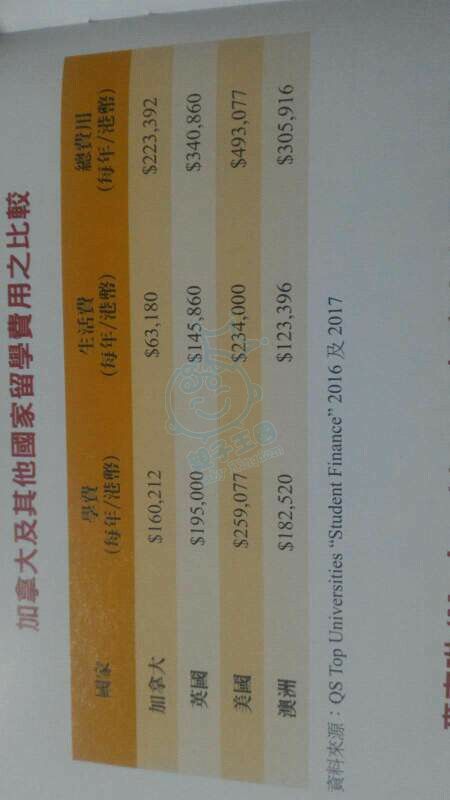 加拿大及其他國家留學費用之比較
國家 學費 生活費 總費用
(每年/港幣) (每年/港幣) (每年/港幣)
加拿大 $160,212 $63,180 $223,392
英國 $195,000 $145,860 $340,860
美國 $259,077 $234,000 $493,077
澳洲 $182,520 $123,396 $305,916
資料來源：QS Top Universities “Student Finance” 2016 及 2017
親子王國